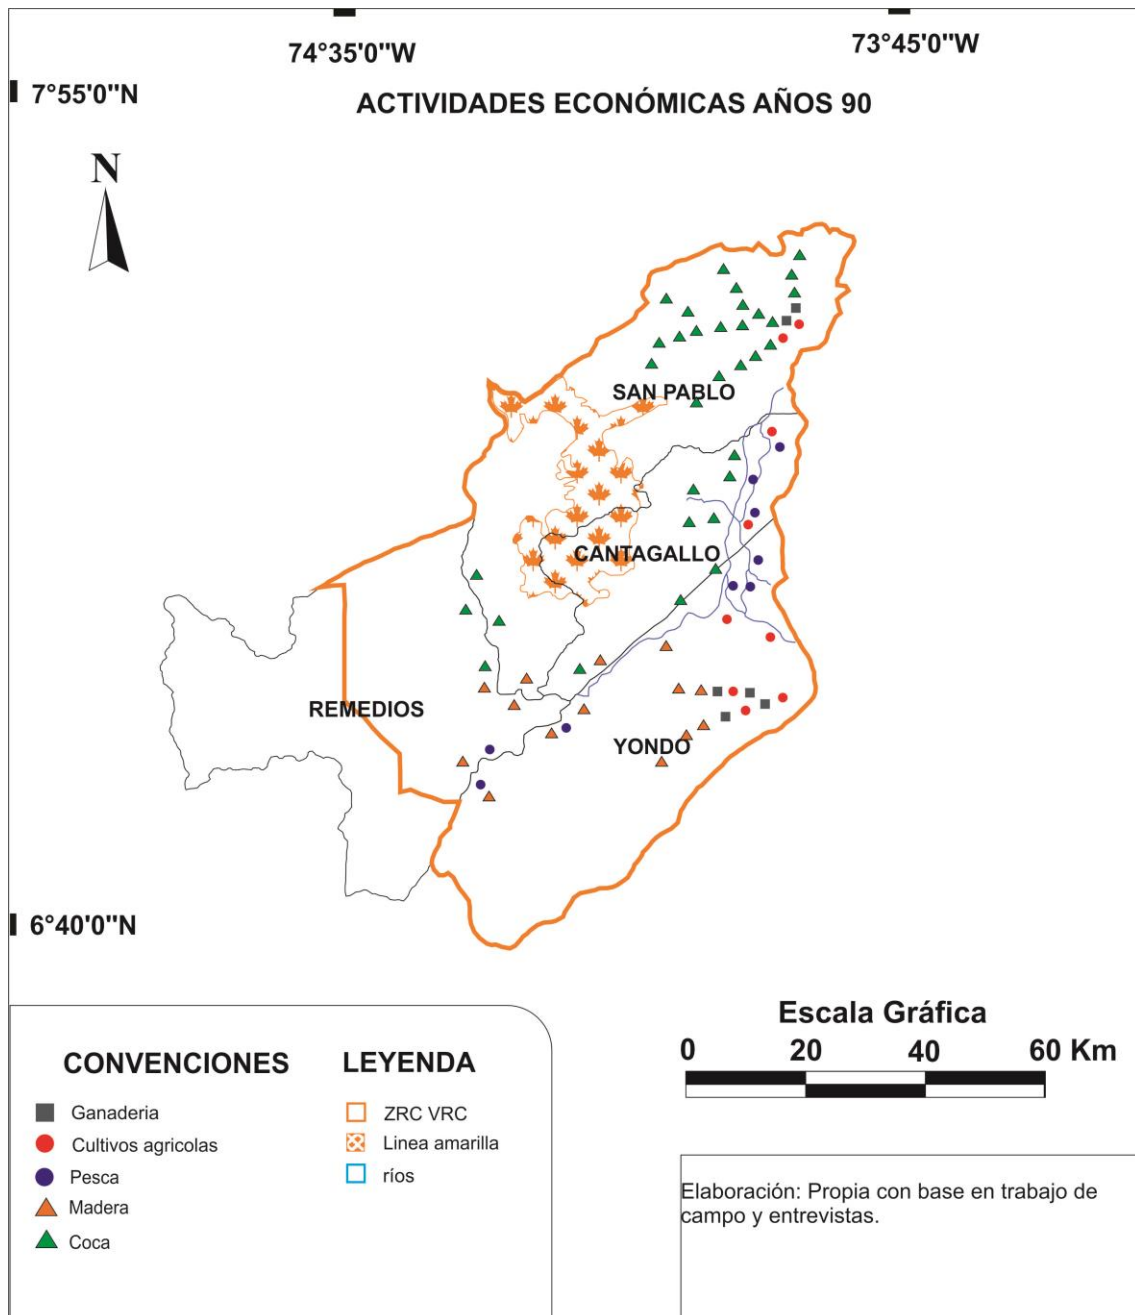 74°35'0"W
73°45'0"W
7°55'0"N
ACTIVIDADES ECONÓMICAS AÑOS 90
N
SAN PABLO
CANTAGALLO
REMEDIOS
YONDO
6°40'0"N
Escala Gráfica
0 20 40 60 Km
CONVENCIONES
Ganaderia
Cultivos agricolas
Pesca
Madera
Coca
LEYENDA
ZRC VRC
Linea amarilla
ríos
Elaboración: Propia con base en trabajo de
campo y entrevistas.